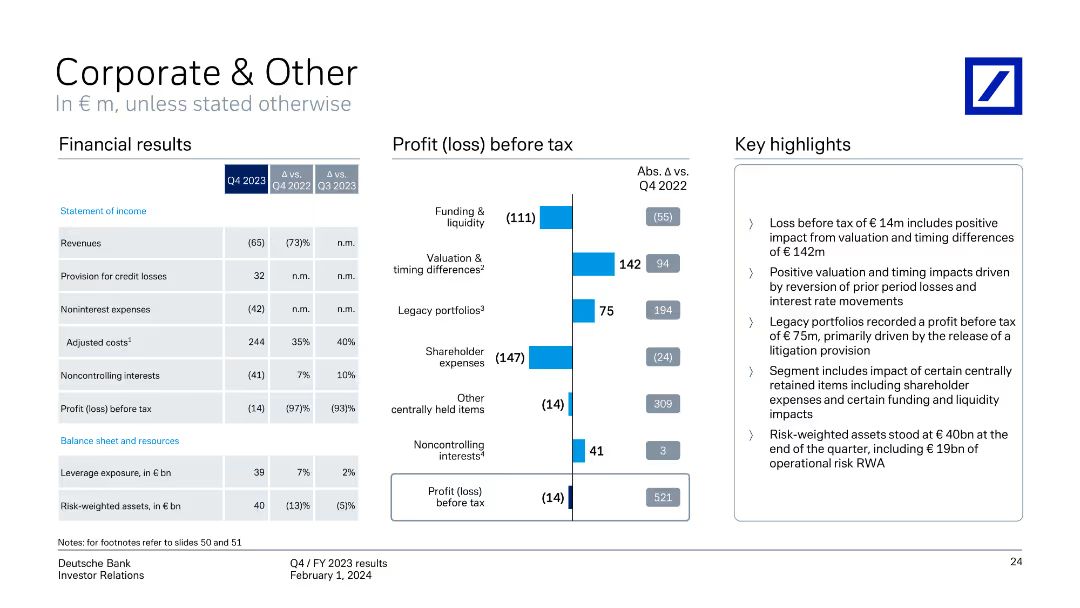 Corporate & Other
In € m, unless stated otherwise
Financial results
Q4 2023
Δ vs.
Q4 2022
Δ vs.
Q3 2023
Statement of income
Revenues (65) (73)% n.m.
Provision for credit losses 32 n.m. n.m.
Noninterest expenses (42) n.m. n.m.
Adjusted costs¹ 244 35% 40%
Noncontrolling interests (41) 7% 10%
Profit (loss) before tax (14) (97)% (93)%
Balance sheet and resources
Leverage exposure, in € bn 39 7% 2%
Risk-weighted assets, in € bn 40 (13)% (5)%
Profit (loss) before tax
Abs. Δ vs.
Q4 2022
Funding &
liquidity
(111) (55)
Valuation &
timing differences²
142 94
Legacy portfolios³ 75 194
Shareholder
expenses
(147) (24)
Other
centrally held items
(14) 309
Noncontrolling
interests⁴
41 3
Profit (loss)
before tax
(14) 521
Key highlights
〉 Loss before tax of € 14m includes positive
impact from valuation and timing differences
of € 142m
〉 Positive valuation and timing impacts driven
by reversion of prior period losses and
interest rate movements
〉 Legacy portfolios recorded a profit before tax
of € 75m, primarily driven by the release of a
litigation provision
〉 Segment includes impact of certain centrally
retained items including shareholder
expenses and certain funding and liquidity
impacts
〉 Risk-weighted assets stood at € 40bn at the
end of the quarter, including € 19bn of
operational risk RWA
Notes: for footnotes refer to slides 50 and 51
Deutsche Bank
Investor Relations
Q4 / FY 2023 results
February 1, 2024
24